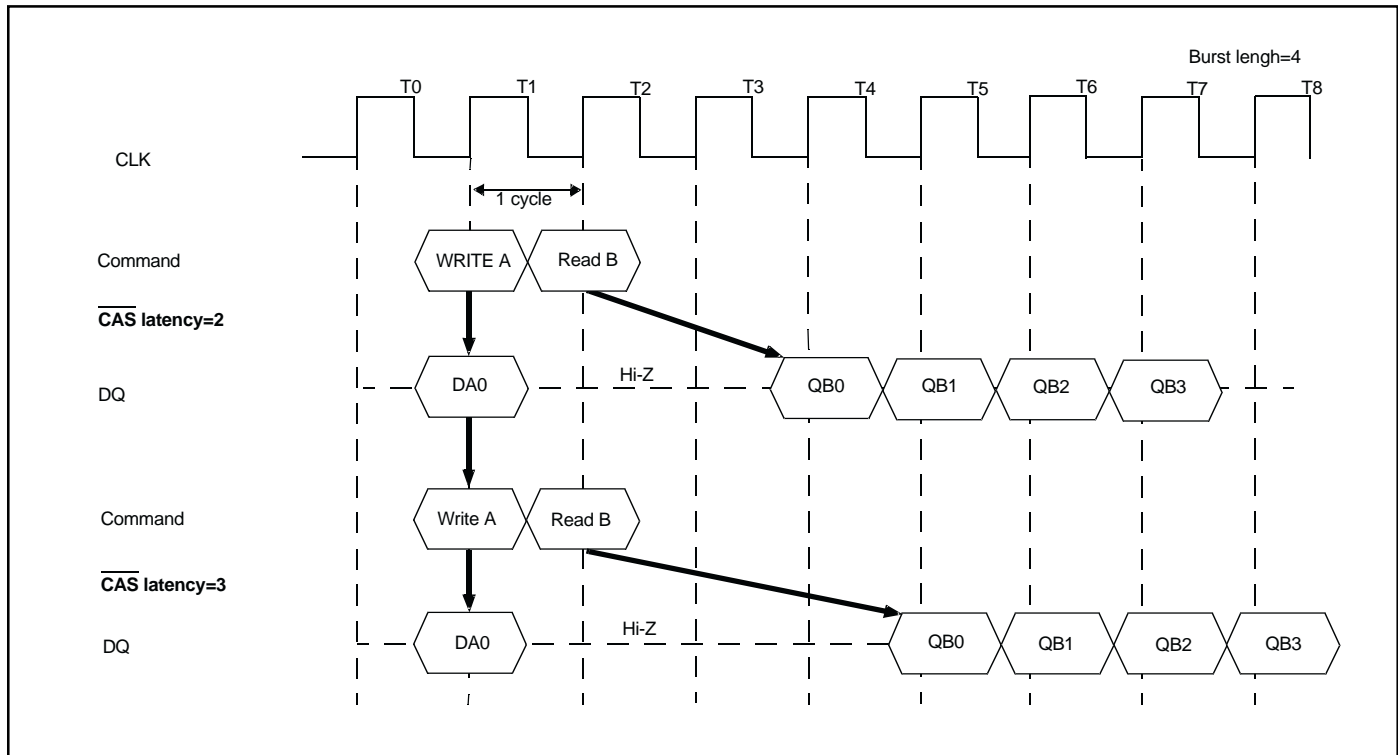 Burst lengh=4
T0 T1 T2 T3 T4 T5 T6 T7 T8
CLK
1 cycle
Command WRITE A Read B
CAS latency=2
DQ DA0 Hi-Z QB0 QB1 QB2 QB3
Command Write A Read B
CAS latency=3
DQ DA0 Hi-Z QB0 QB1 QB2 QB3